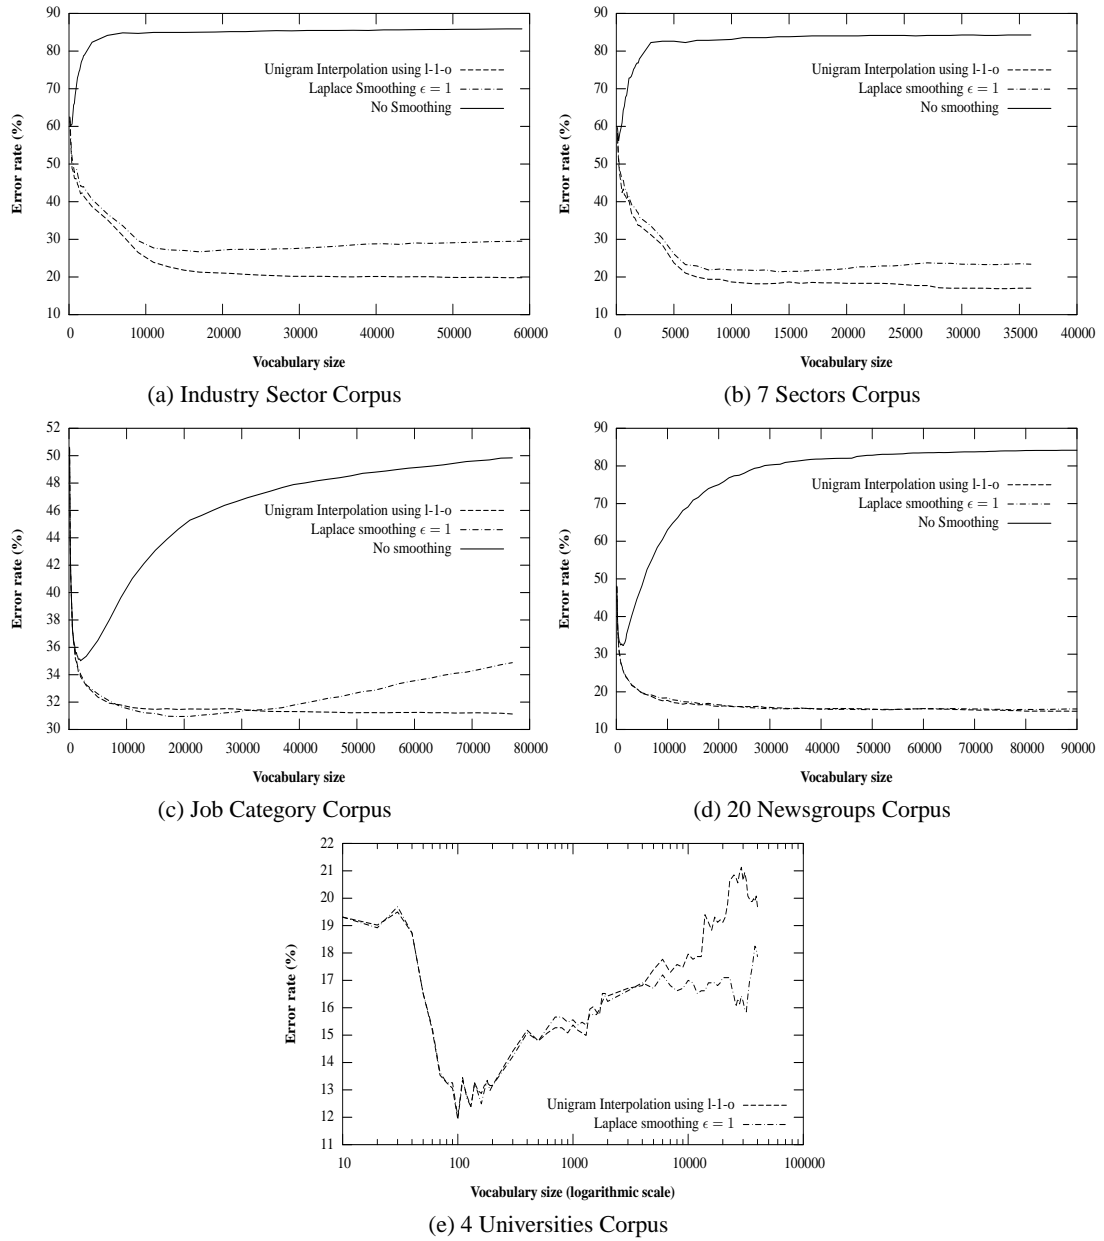 90
80
70
60
50
40
30
20
10
Error rate (%)
Unigram Interpolation using l-1-o
Laplace Smoothing ϵ = 1
No Smoothing
0 10000 20000 30000 40000 50000 60000
Vocabulary size
(a) Industry Sector Corpus
90
80
70
60
50
40
30
20
10
Error rate (%)
Unigram Interpolation using l-1-o
Laplace Smoothing ϵ = 1
No Smoothing
0 5000 10000 15000 20000 25000 30000 35000 40000
Vocabulary size
(b) 7 Sectors Corpus
52
50
48
46
44
42
40
38
36
34
32
30
Error rate (%)
Unigram Interpolation using l-1-o
Laplace smoothing ϵ = 1
No smoothing
0 10000 20000 30000 40000 50000 60000 70000 80000
Vocabulary size
(c) Job Category Corpus
90
80
70
60
50
40
30
20
10
Error rate (%)
Unigram Interpolation using l-1-o
Laplace smoothing ϵ = 1
No Smoothing
0 10000 20000 30000 40000 50000 60000 70000 80000 90000
Vocabulary size
(d) 20 Newsgroups Corpus
22
21
20
19
18
17
16
15
14
13
12
11
Error rate (%)
Unigram Interpolation using l-1-o
Laplace smoothing ϵ = 1
10 100 1000 10000 100000
Vocabulary size (logarithmic scale)
(e) 4 Universities Corpus